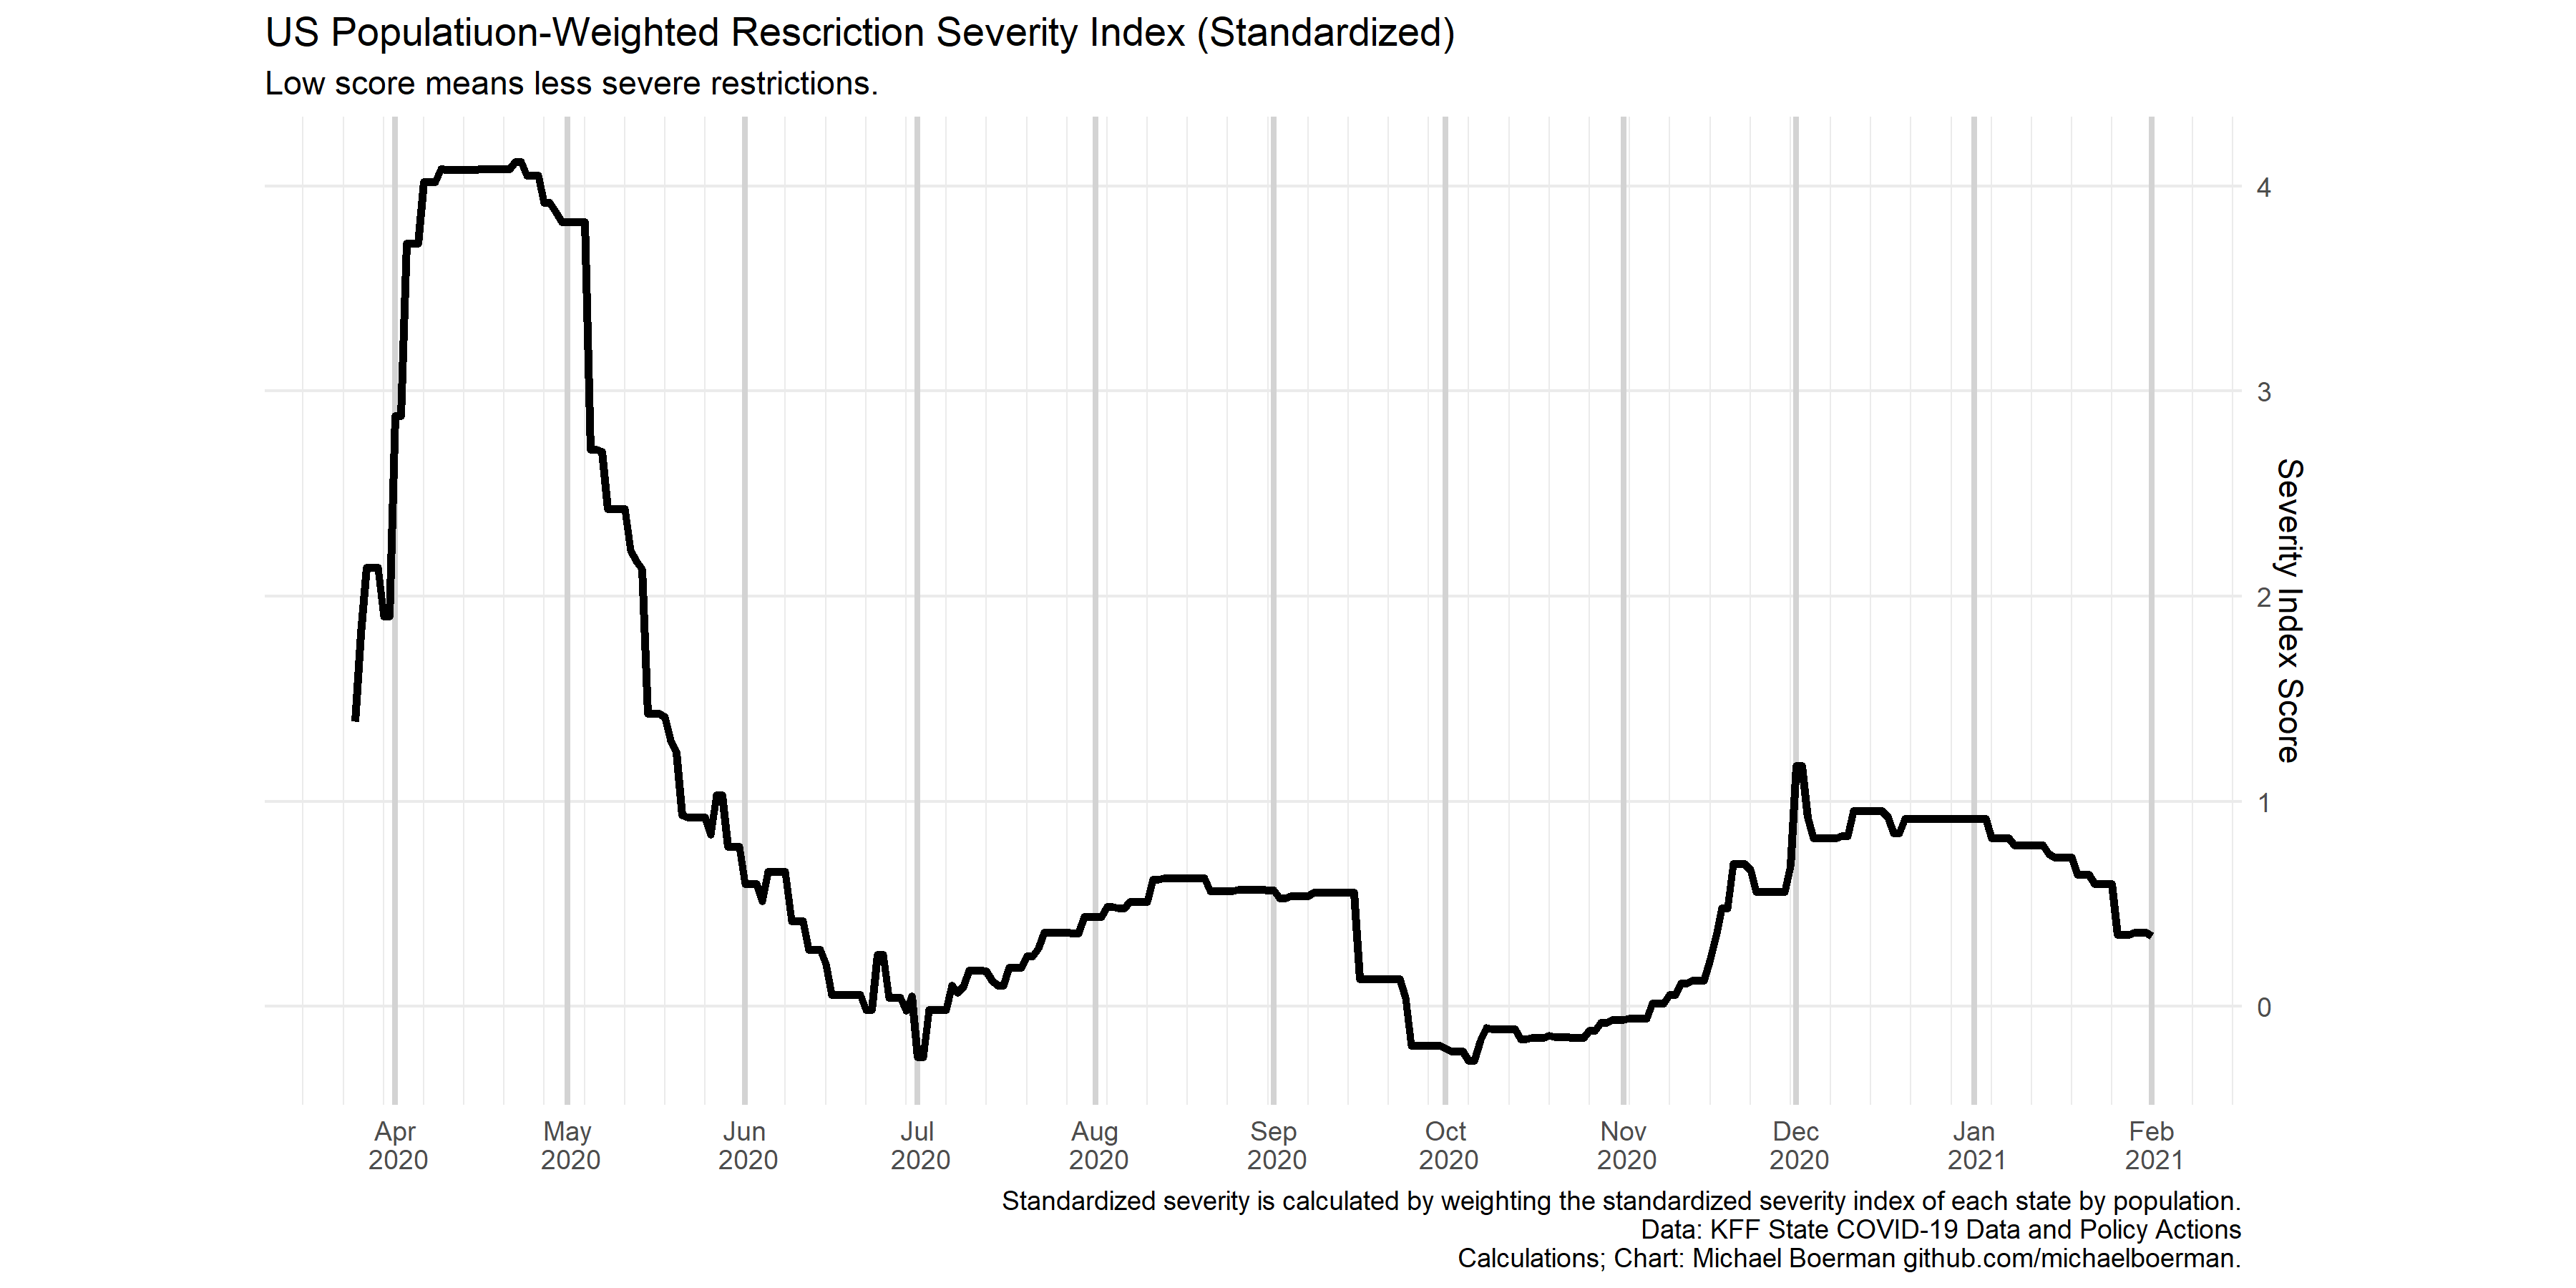 US Populatiuon-Weighted Rescriction Severity Index (Standardized)
Low score means less severe restrictions.
4
3
2
1
0
Severity Index Score
Apr May Jun Jul Aug Sep Oct Nov Dec Jan Feb
2020 2020 2020 2020 2020 2020 2020 2020 2020 2021 2021
Standardized severity is calculated by weighting the standardized severity index of each state by population.
Data: KFF State COVID-19 Data and Policy Actions
Calculations; Chart: Michael Boerman github.com/michaelboerman.